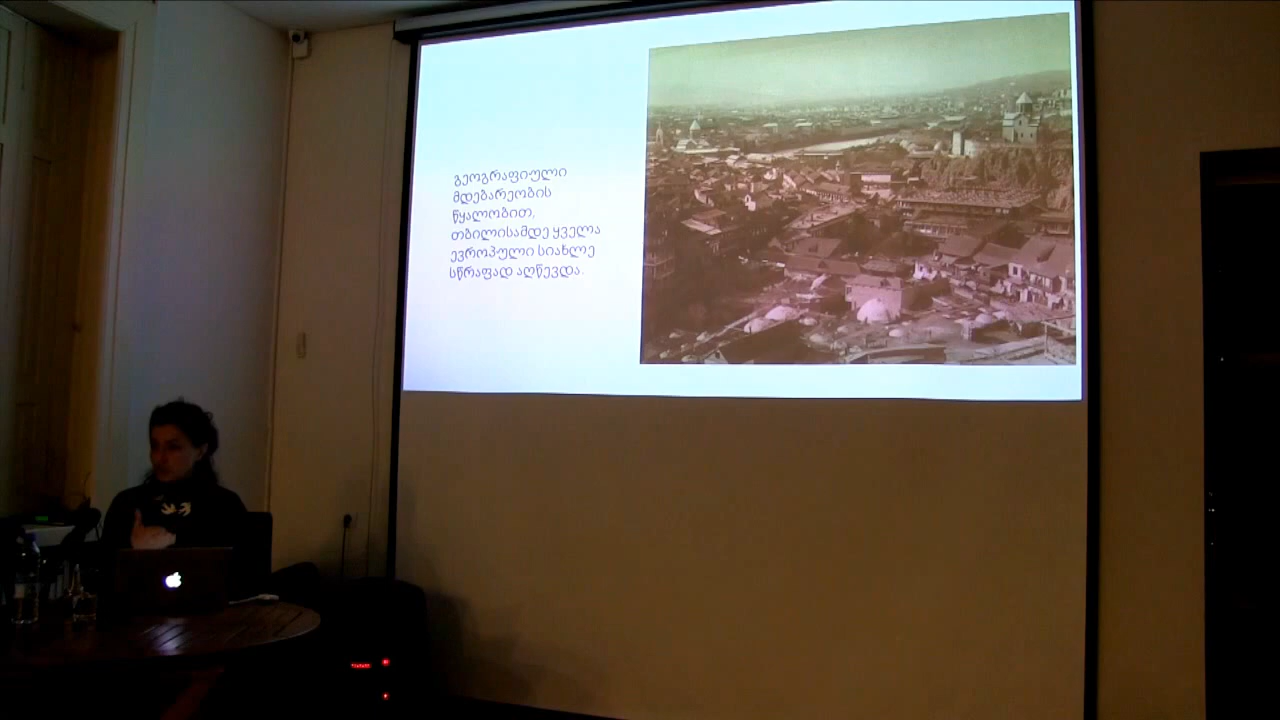 გეოგრაფიული
მდებარეობის
წყალობით,
თბილისამდე ყველა
ევროპული სიახლე
სწრაფად აღწევდა.